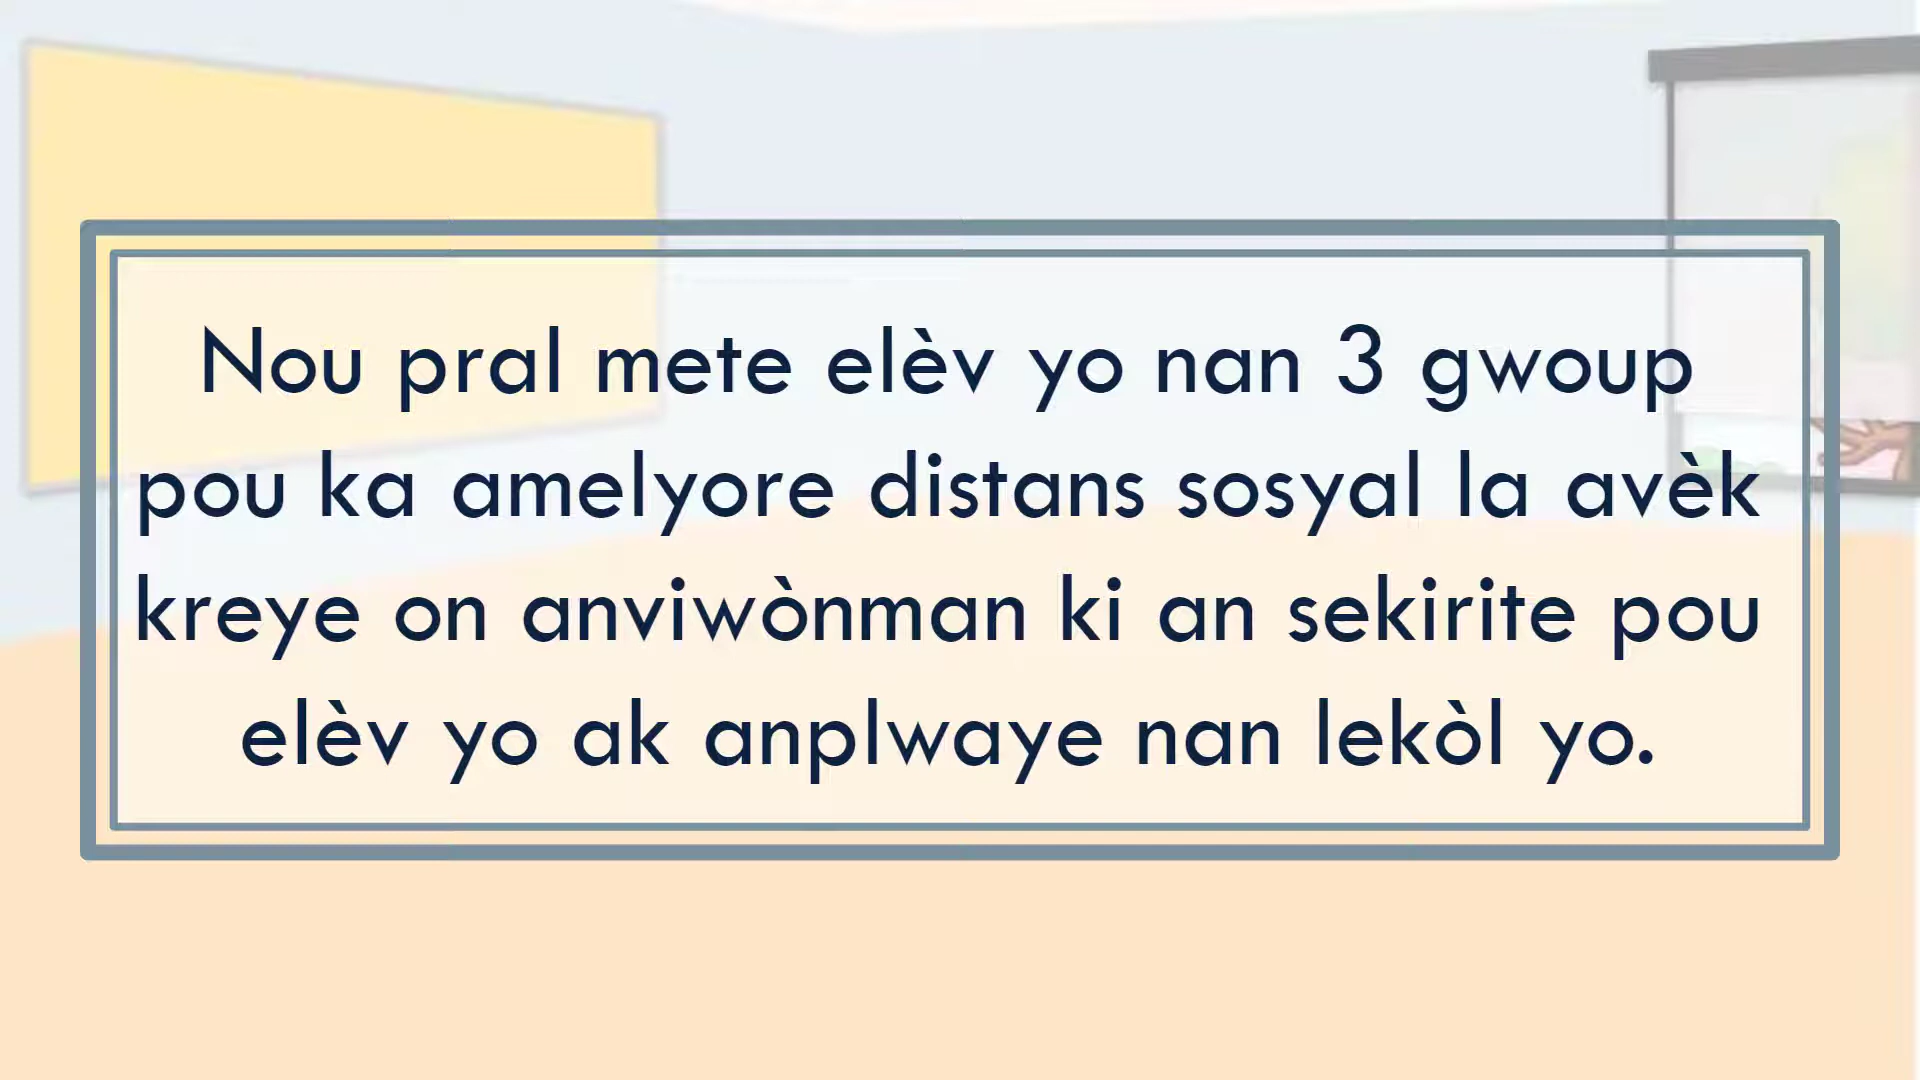 Nou pral mete elèv yo nan 3 gwoup
pou ka amelyore distans sosyal la avèk
kreye on anviwònman ki an sekirite pou
elèv yo ak anplwaye nan lekòl yo.